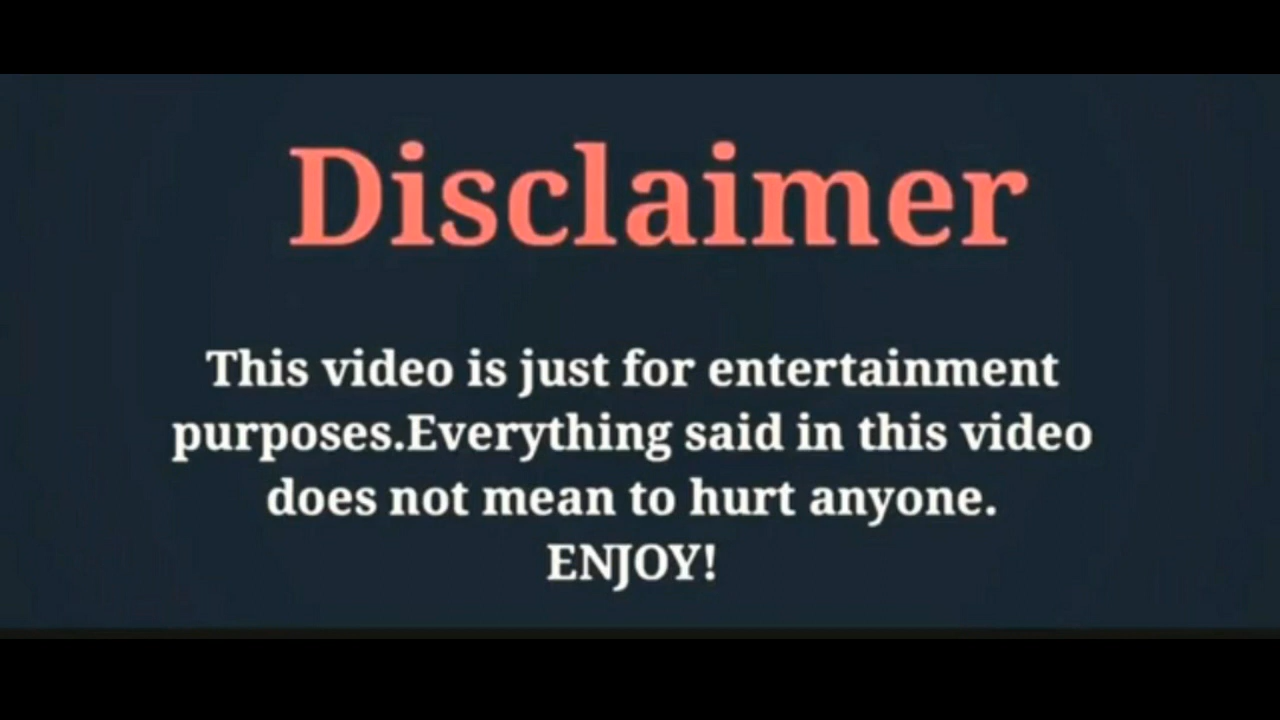 Disclaimer
This video is just for entertainment
purposes.Everything said in this video
does not mean to hurt anyone.
ENJOY!